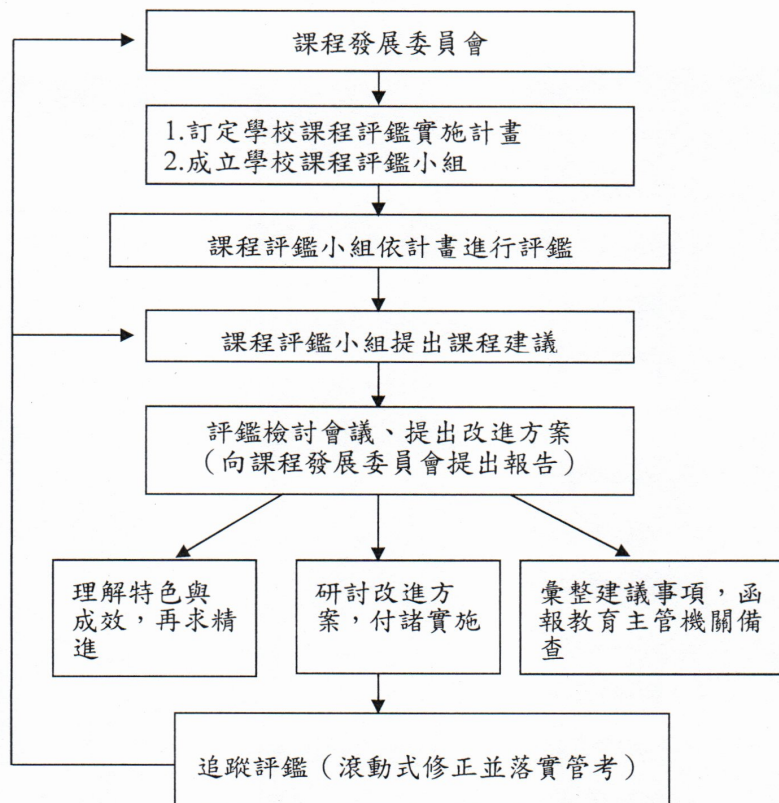 課程發展委員會
1.訂定學校課程評鑑實施計畫
2.成立學校課程評鑑小組
課程評鑑小組依計畫進行評鑑
課程評鑑小組提出課程建議
評鑑檢討會議、提出改進方案
（向課程發展委員會提出報告）
理解特色與
成效，再求精
進
研討改進方
案，付諸實施
彙整建議事項，函
報教育主管機關備
查
追蹤評鑑（滾動式修正並落實管考）